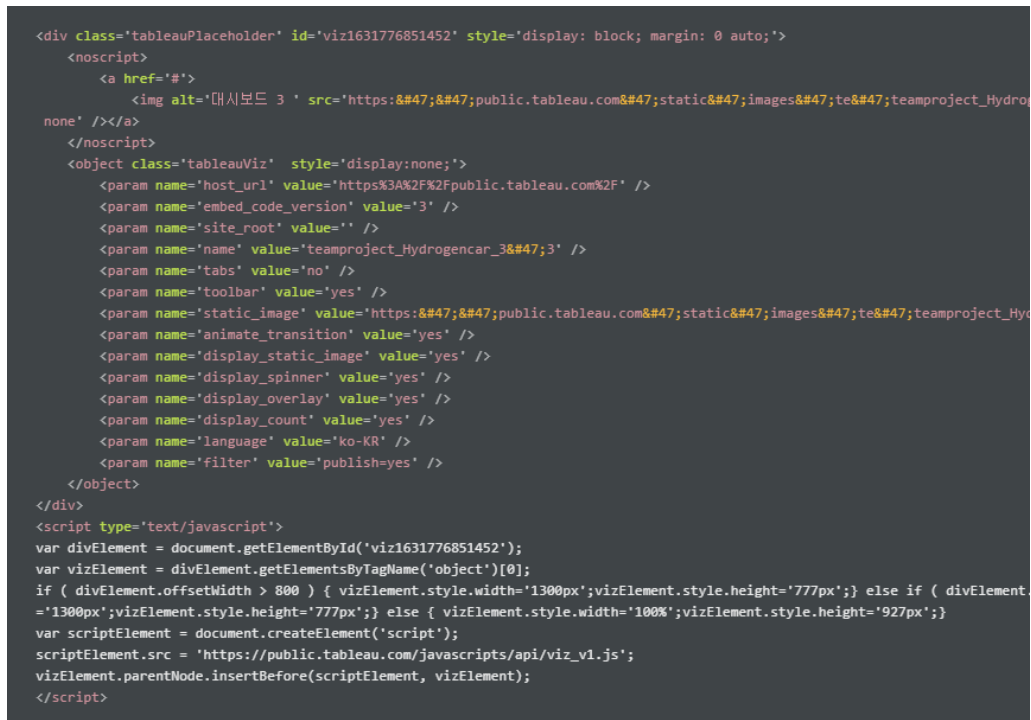 <div class='tableauPlaceholder' id='viz1631776851452' style='display: block; margin: 0 auto;'>
<noscript>
<a href='#'>
<img alt='대시보드 3 ' src='https:&#47;&#47;public.tableau.com&#47;static&#47;images&#47;te&#47;teamproject_Hydrog
none' /></a>
</noscript>
<object class='tableauViz'  style='display:none;'>
<param name='host_url' value='https%3A%2F%2Fpublic.tableau.com%2F' />
<param name='embed_code_version' value='3' />
<param name='site_root' value='' />
<param name='name' value='teamproject_Hydrogencar_3&#47;3' />
<param name='tabs' value='no' />
<param name='toolbar' value='yes' />
<param name='static_image' value='https:&#47;&#47;public.tableau.com&#47;static&#47;images&#47;te&#47;teamproject_Hyd
<param name='animate_transition' value='yes' />
<param name='display_static_image' value='yes' />
<param name='display_spinner' value='yes' />
<param name='display_overlay' value='yes' />
<param name='display_count' value='yes' />
<param name='language' value='ko-KR' />
<param name='filter' value='publish=yes' />
</object>
</div>
<script type='text/javascript'>
var divElement = document.getElementById('viz1631776851452');
var vizElement = divElement.getElementsByTagName('object')[0];
if ( divElement.offsetWidth > 800 ) { vizElement.style.width='1300px';vizElement.style.height='777px';} else if ( divElement.
='1300px';vizElement.style.height='777px';} else { vizElement.style.width='100%';vizElement.style.height='927px';}
var scriptElement = document.createElement('script');
scriptElement.src = 'https://public.tableau.com/javascripts/api/viz_v1.js';
vizElement.parentNode.insertBefore(scriptElement, vizElement);
</script>